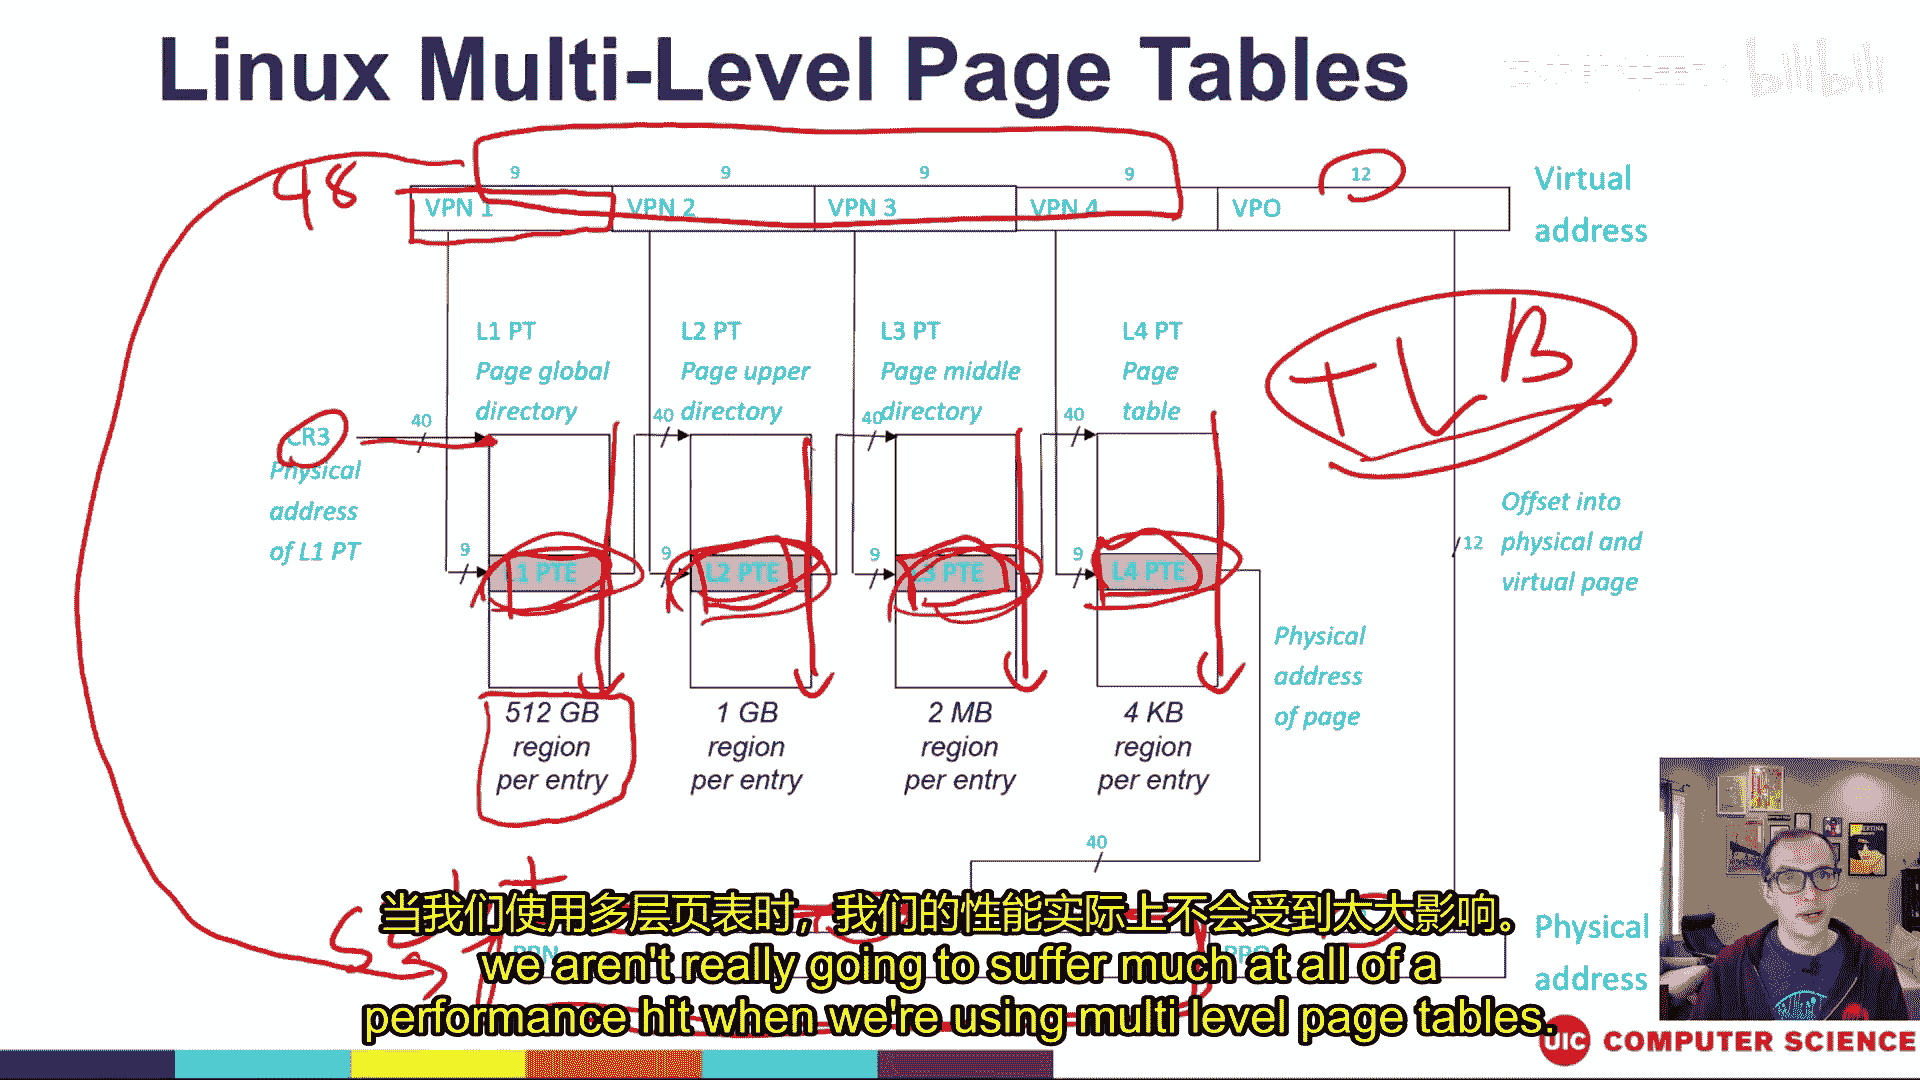 Linux Multi-Level Page Tables
bilibili
48
9
9
9
9
12
VPN 1
VPN 2
VPN 3
VPN 4
VPO
Virtual
address
TLB
L1 PT
Page global
directory
L2 PT
Page upper
directory
L3 PT
Page middle
directory
L4 PT
Page
table
CR3
Physical
address
of L1 PT
40
40
40
40
9
9
9
9
L1 PTE
L2 PTE
L3 PTE
L4 PTE
12
Offset into
physical and
virtual page
512 GB
region
per entry
1 GB
region
per entry
2 MB
region
per entry
4 KB
region
per entry
Physical
address
of page
40
PPN
PPO
Physical
address
当我们使用多层页表时，我们的性能实际上不会受到太大影响。
we aren't really going to suffer much at all of a
performance hit when we're using multi level page tables.
UIC COMPUTER SCIENCE